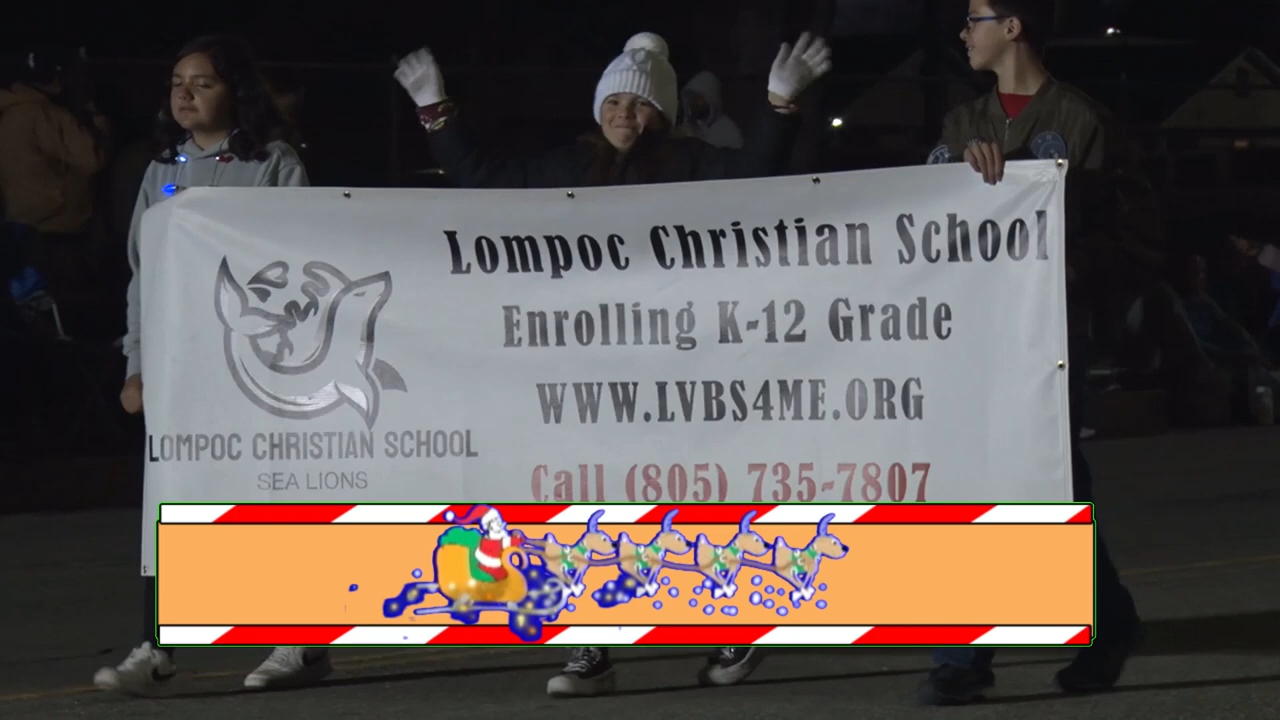 Lompoc Christian School
Enrolling K-12 Grade
WWW.LVBS4ME.ORG
Call (805) 735-7807
LOMPOC CHRISTIAN SCHOOL
SEA LIONS